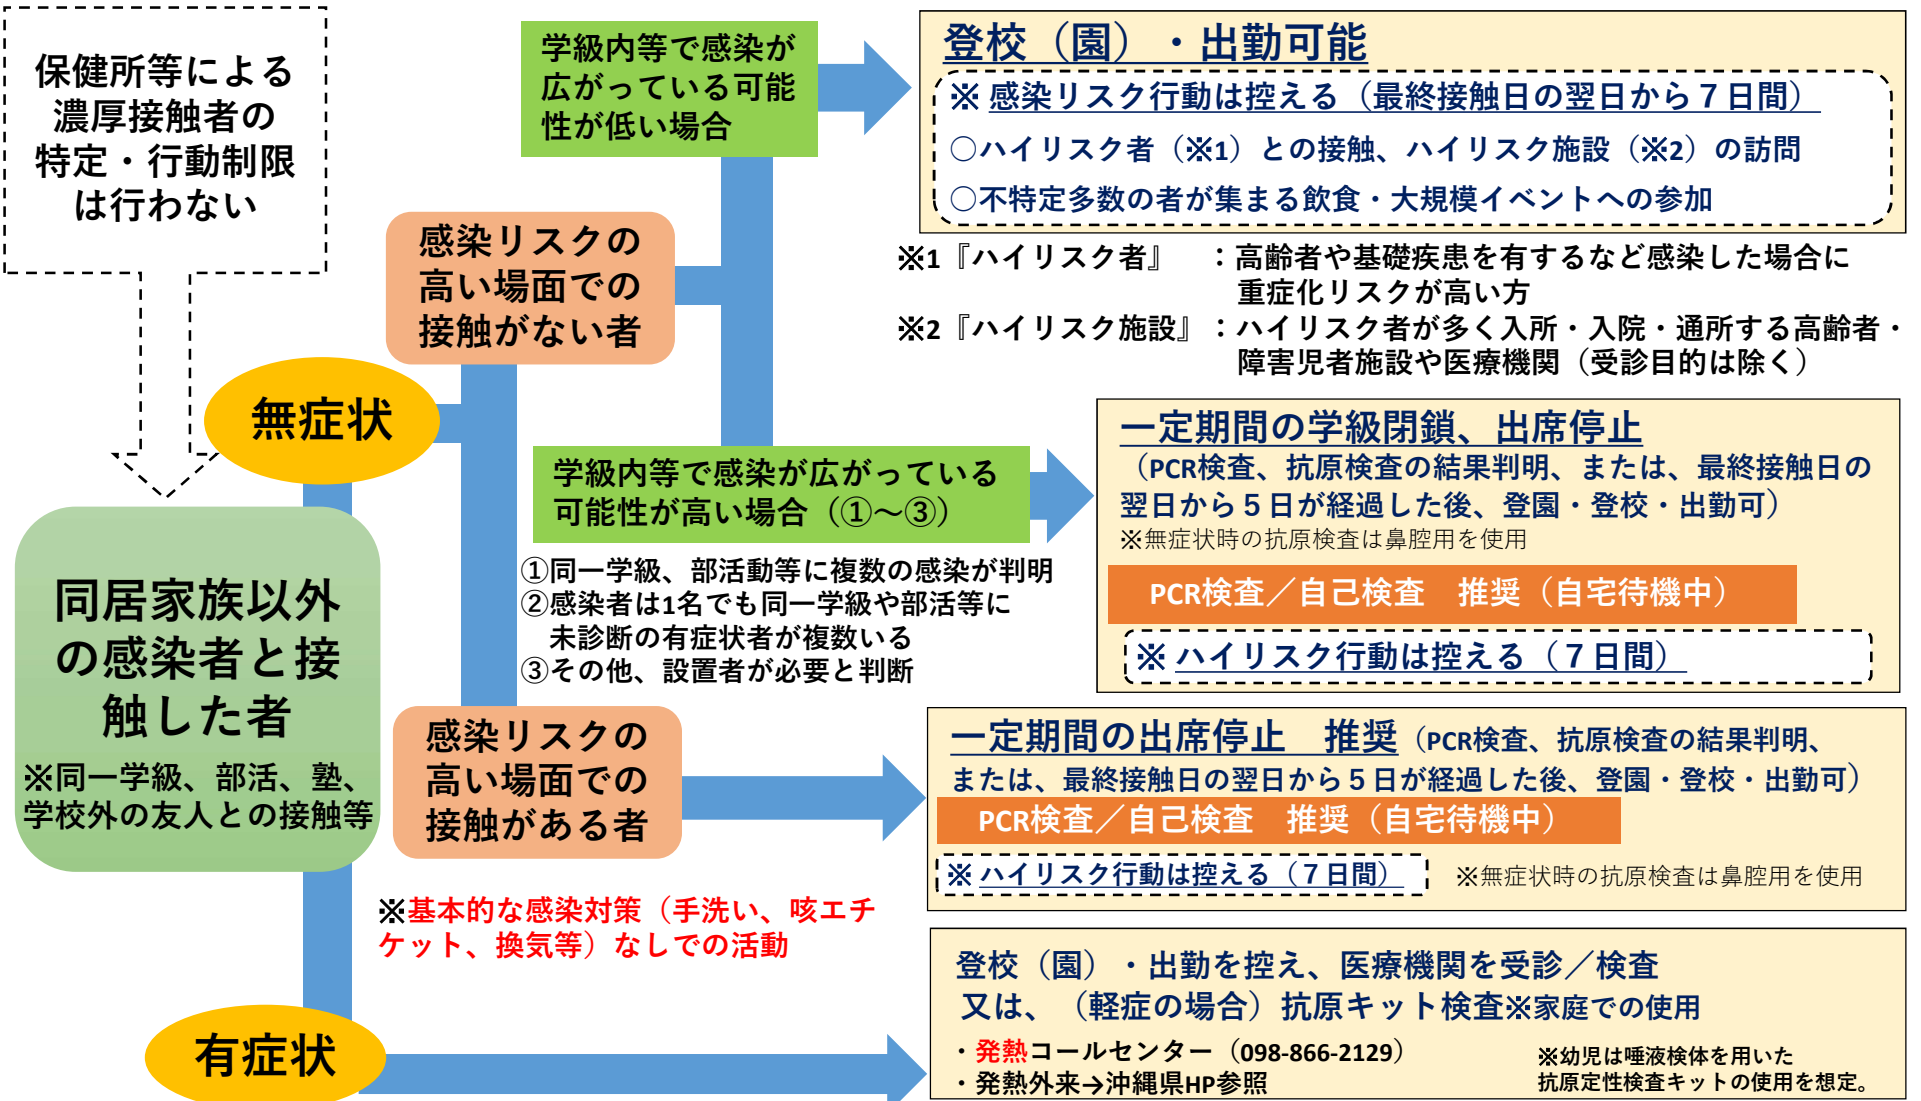 保健所等による
濃厚接触者の
特定・行動制限
は行わない
同居家族以外
の感染者と接
触した者
※同一学級、部活、塾、
学校外の友人との接触等
無症状
有症状
感染リスクの
高い場面での
接触がない者
感染リスクの
高い場面での
接触がある者
※基本的な感染対策（手洗い、咳エチ
ケット、換気等）なしでの活動
学級内等で感染が
広がっている可能
性が低い場合
学級内等で感染が広がっている
可能性が高い場合（①～③）
①同一学級、部活動等に複数の感染が判明
②感染者は1名でも同一学級や部活等に
未診断の有症状者が複数いる
③その他、設置者が必要と判断
登校（園）・出勤可能
※ 感染リスク行動は控える（最終接触日の翌日から７日間）
○ハイリスク者（※1）との接触、ハイリスク施設（※2）の訪問
○不特定多数の者が集まる飲食・大規模イベントへの参加
※1『ハイリスク者』　：高齢者や基礎疾患を有するなど感染した場合に
重症化リスクが高い方
※2『ハイリスク施設』：ハイリスク者が多く入所・入院・通所する高齢者・
障害児者施設や医療機関（受診目的は除く）
一定期間の学級閉鎖、出席停止
（PCR検査、抗原検査の結果判明、または、最終接触日の
翌日から５日が経過した後、登園・登校・出勤可）
※無症状時の抗原検査は鼻腔用を使用
PCR検査／自己検査　推奨（自宅待機中）
※ ハイリスク行動は控える（７日間）
一定期間の出席停止　推奨（PCR検査、抗原検査の結果判明、
または、最終接触日の翌日から５日が経過した後、登園・登校・出勤可）
PCR検査／自己検査　推奨（自宅待機中）
※ ハイリスク行動は控える（７日間）　※無症状時の抗原検査は鼻腔用を使用
登校（園）・出勤を控え、医療機関を受診／検査
又は、（軽症の場合）抗原キット検査※家庭での使用
・発熱コールセンター（098-866-2129）
・発熱外来→沖縄県HP参照
※幼児は唾液検体を用いた
抗原定性検査キットの使用を想定。